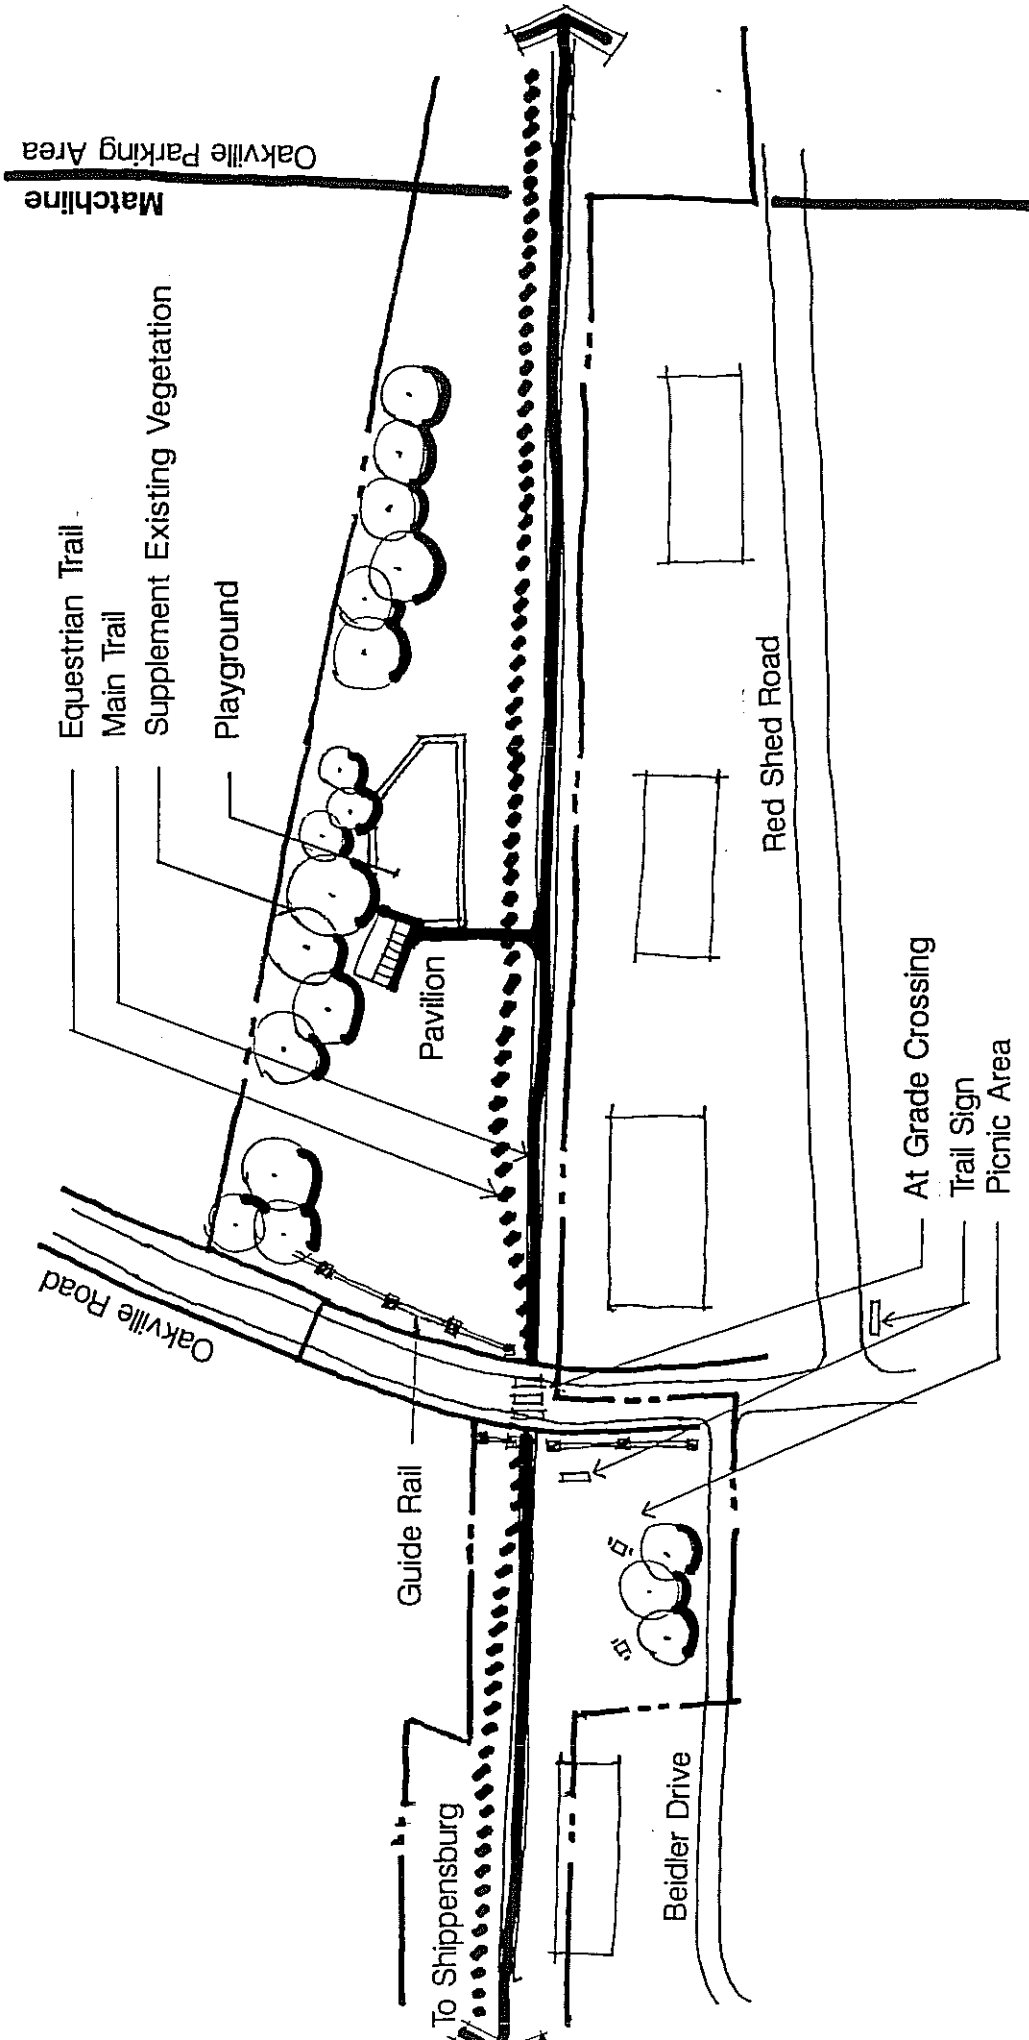 Equestrian Trail
Main Trail
Supplement Existing Vegetation
Playground
Matchline
Oakville Parking Area
Oakville Road
Pavilion
Guide Rail
To Shippensburg
Red Shed Road
Beidler Drive
At Grade Crossing
Trail Sign
Picnic Area